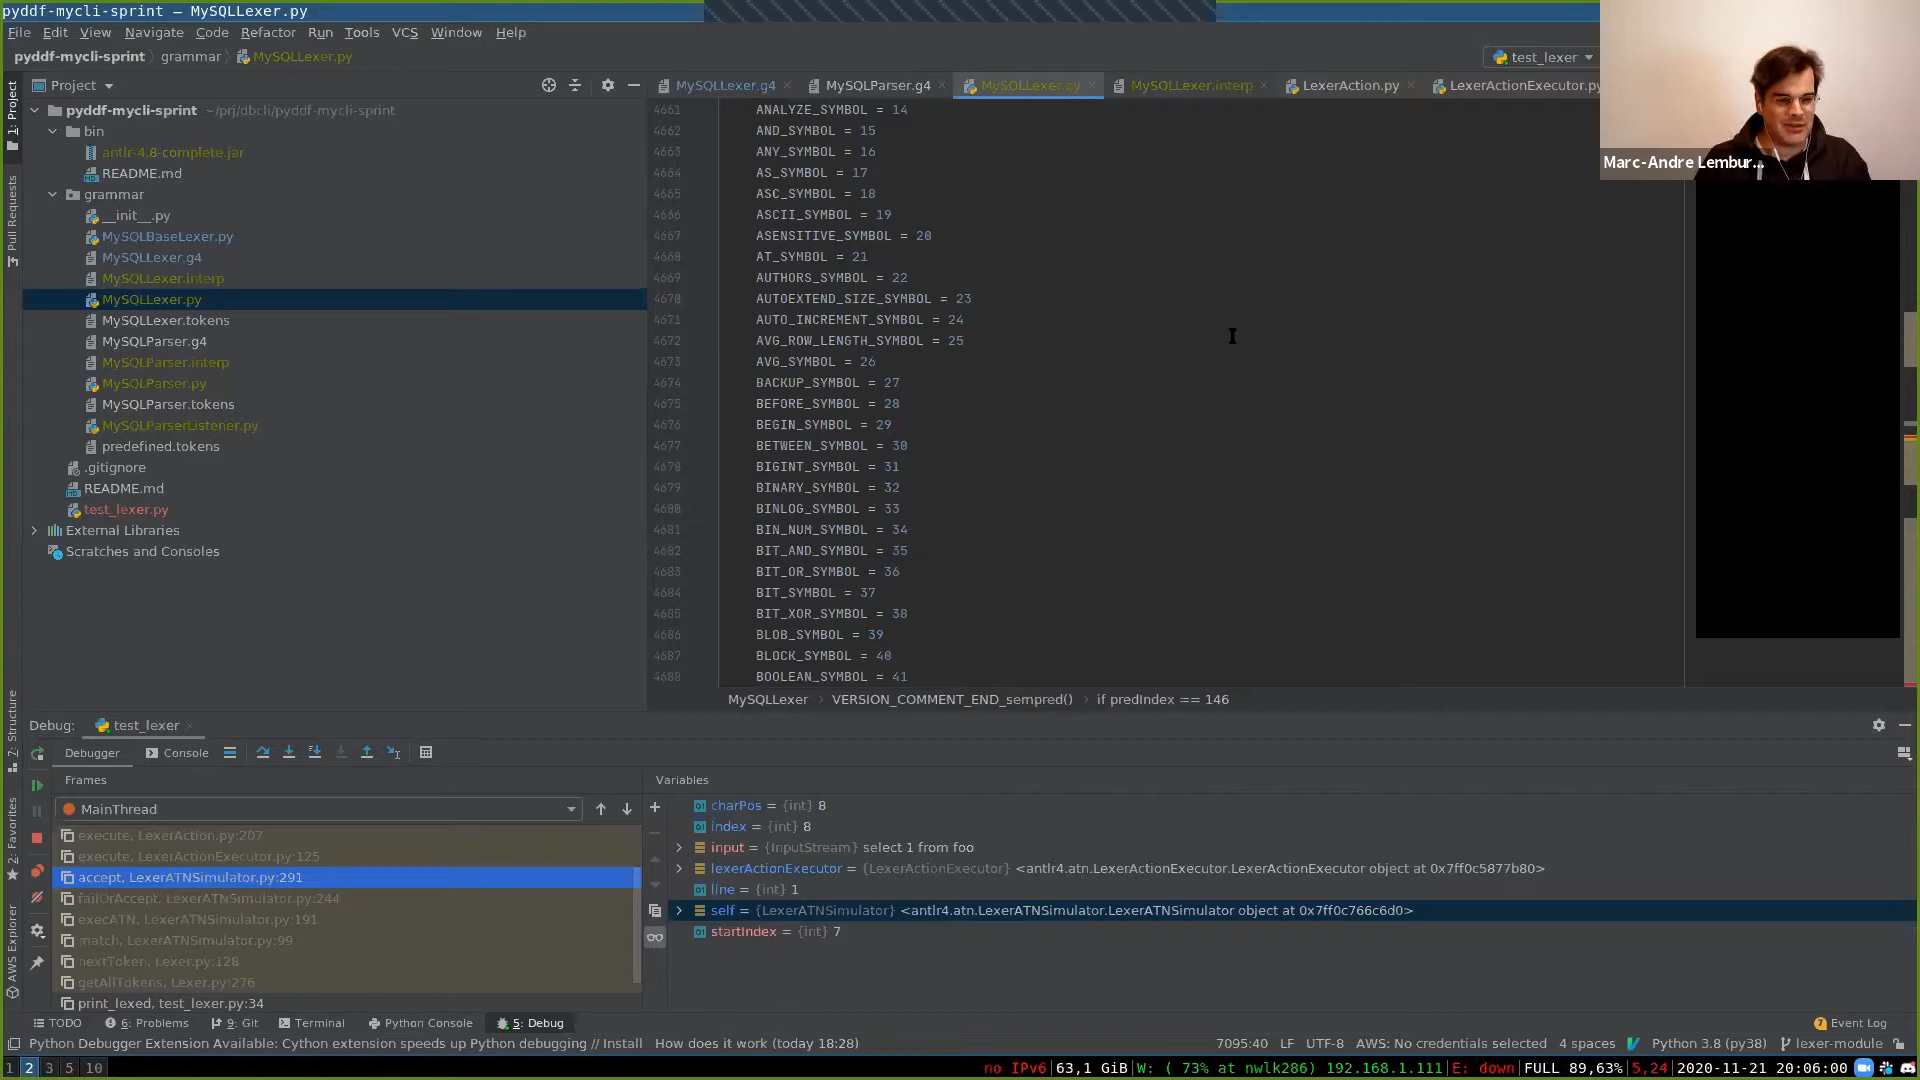 pyddf-mycli-sprint – MySQLLexer.py
File Edit View Navigate Code Refactor Run Tools VCS Window Help
pyddf-mycli-sprint grammar MySQLLexer.py
test_lexer
Project
MySQLLexer.g4 MySQLParser.g4 MySQLLexer.py MySQLLexer.interp LexerAction.py LexerActionExecutor.py
Marc-Andre Lembur...
1: Project
Pull Requests
7: Structure
2: Favorites
AWS Explorer
pyddf-mycli-sprint ~/prj/dbcli/pyddf-mycli-sprint
bin
antlr-4.8-complete.jar
README.md
grammar
__init__.py
MySQLBaseLexer.py
MySQLLexer.g4
MySQLLexer.interp
MySQLLexer.py
MySQLLexer.tokens
MySQLParser.g4
MySQLParser.interp
MySQLParser.py
MySQLParser.tokens
MySQLParserListener.py
predefined.tokens
.gitignore
README.md
test_lexer.py
External Libraries
Scratches and Consoles
4661 ANALYZE_SYMBOL = 14
4662 AND_SYMBOL = 15
4663 ANY_SYMBOL = 16
4664 AS_SYMBOL = 17
4665 ASC_SYMBOL = 18
4666 ASCII_SYMBOL = 19
4667 ASENSITIVE_SYMBOL = 20
4668 AT_SYMBOL = 21
4669 AUTHORS_SYMBOL = 22
4670 AUTOEXTEND_SIZE_SYMBOL = 23
4671 AUTO_INCREMENT_SYMBOL = 24
4672 AVG_ROW_LENGTH_SYMBOL = 25
4673 AVG_SYMBOL = 26
4674 BACKUP_SYMBOL = 27
4675 BEFORE_SYMBOL = 28
4676 BEGIN_SYMBOL = 29
4677 BETWEEN_SYMBOL = 30
4678 BIGINT_SYMBOL = 31
4679 BINARY_SYMBOL = 32
4680 BINLOG_SYMBOL = 33
4681 BIN_NUM_SYMBOL = 34
4682 BIT_AND_SYMBOL = 35
4683 BIT_OR_SYMBOL = 36
4684 BIT_SYMBOL = 37
4685 BIT_XOR_SYMBOL = 38
4686 BLOB_SYMBOL = 39
4687 BLOCK_SYMBOL = 40
4688 BOOLEAN_SYMBOL = 41
MySQLLexer VERSION_COMMENT_END_sempred() if predIndex == 146
Debug: test_lexer
Debugger Console
Frames
Variables
MainThread
execute, LexerAction.py:207
execute, LexerActionExecutor.py:125
accept, LexerATNSimulator.py:291
failOrAccept, LexerATNSimulator.py:244
execATN, LexerATNSimulator.py:191
match, LexerATNSimulator.py:99
nextToken, Lexer.py:128
getAllTokens, Lexer.py:276
print_lexed, test_lexer.py:34
charPos = {int} 8
index = {int} 8
input = {InputStream} select 1 from foo
lexerActionExecutor = {LexerActionExecutor} <antlr4.atn.LexerActionExecutor.LexerActionExecutor object at 0x7ff0c5877b80>
line = {int} 1
self = {LexerATNSimulator} <antlr4.atn.LexerATNSimulator.LexerATNSimulator object at 0x7ff0c766c6d0>
startIndex = {int} 7
TODO 6: Problems 9: Git Terminal Python Console 5: Debug
7 Event Log
Python Debugger Extension Available: Cython extension speeds up Python debugging // Install How does it work (today 18:28)
7095:40 LF UTF-8 AWS: No credentials selected 4 spaces Python 3.8 (py38) lexer-module
1 2 3 5 10
no IPv6 63,1 GiB W: ( 73% at nwlk286) 192.168.1.111 E: down FULL 89,63% 5,24 2020-11-21 20:06:00